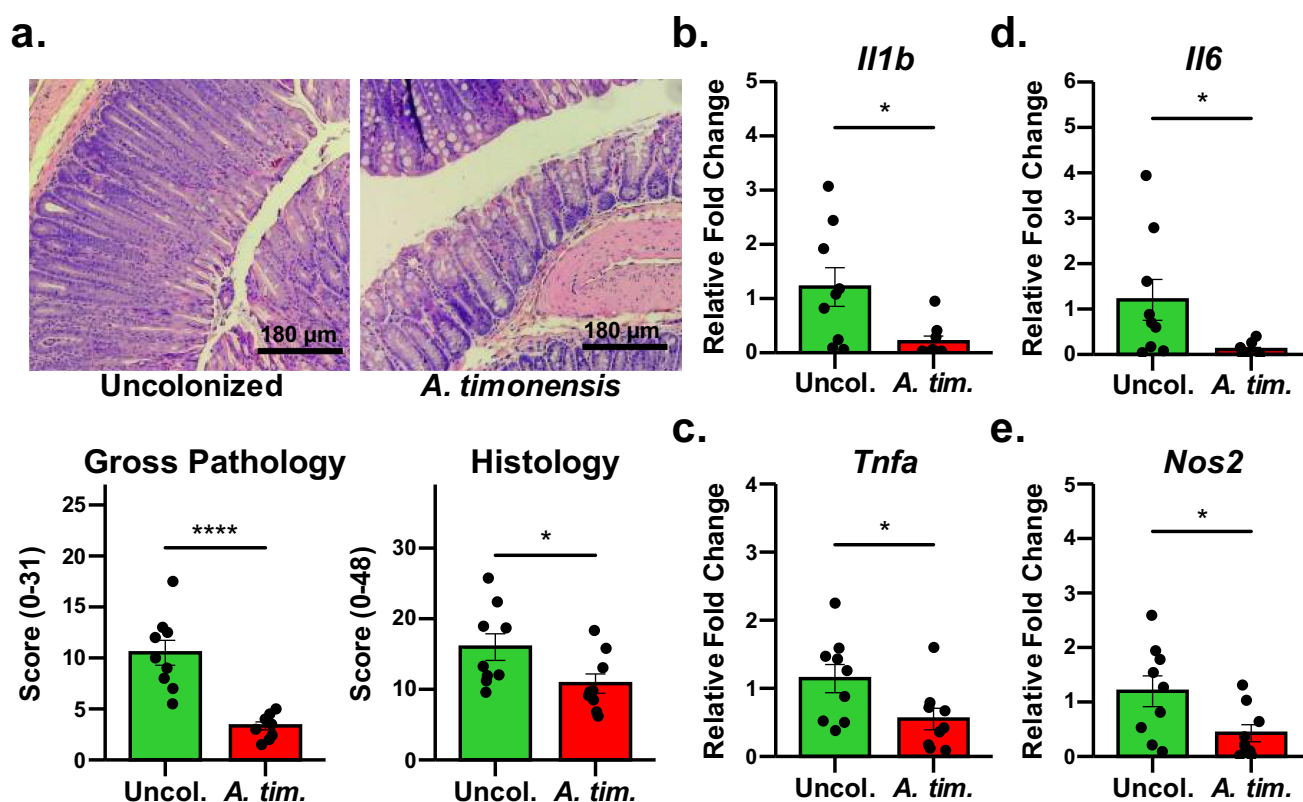 a.
180 µm
180 µm
Uncolonized
A. timonensis
Gross Pathology
Score (0-31)
25
20
15
10
5
0
****
Uncol.
A. tim.
Histology
Score (0-48)
30
20
10
0
*
Uncol.
A. tim.
b.
Il1b
Relative Fold Change
5
4
3
2
1
0
*
Uncol.
A. tim.
c.
Tnfa
Relative Fold Change
4
3
2
1
0
*
Uncol.
A. tim.
d.
Il6
Relative Fold Change
6
5
4
3
2
1
0
*
Uncol.
A. tim.
e.
Nos2
Relative Fold Change
5
4
3
2
1
0
*
Uncol.
A. tim.